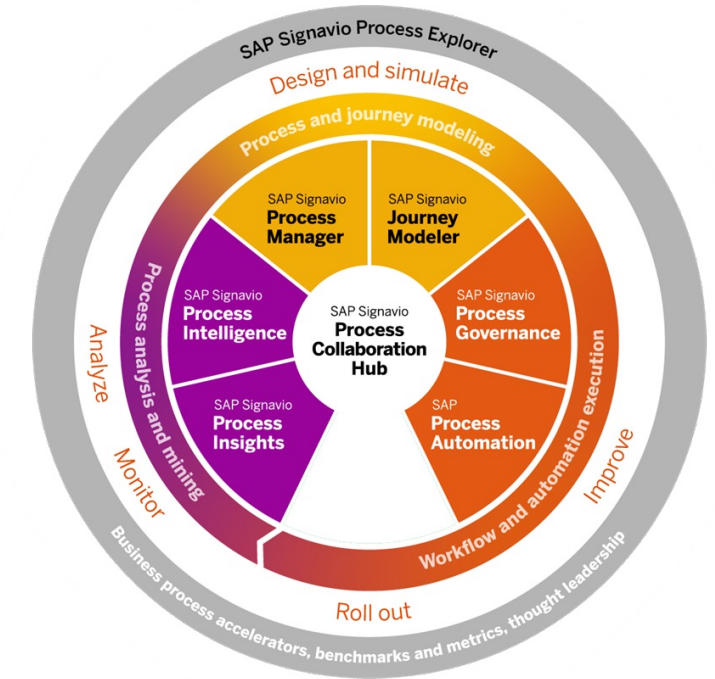 SAP Signavio Process Explorer
Design and simulate
Process and journey modeling
SAP Signavio
Process
Manager
SAP Signavio
Journey
Modeler
SAP Signavio
Process
Intelligence
SAP Signavio
Process
Collaboration
Hub
SAP Signavio
Process
Governance
SAP Signavio
Process
Insights
SAP
Process
Automation
Process analysis and mining
Workflow and automation execution
Analyze
Monitor
Improve
Roll out
Business process accelerators, benchmarks and metrics, thought leadership